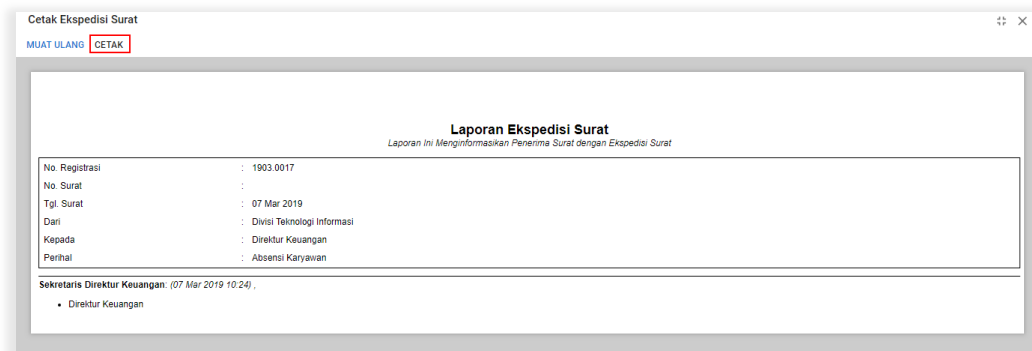 Cetak Ekspedisi Surat
MUAT ULANG CETAK
Laporan Ekspedisi Surat
Laporan Ini Menginformasikan Penerima Surat dengan Ekspedisi Surat
No. Registrasi : 1903.0017
No. Surat :
Tgl. Surat : 07 Mar 2019
Dari : Divisi Teknologi Informasi
Kepada : Direktur Keuangan
Perihal : Absensi Karyawan
Sekretaris Direktur Keuangan: (07 Mar 2019 10:24) ,
• Direktur Keuangan